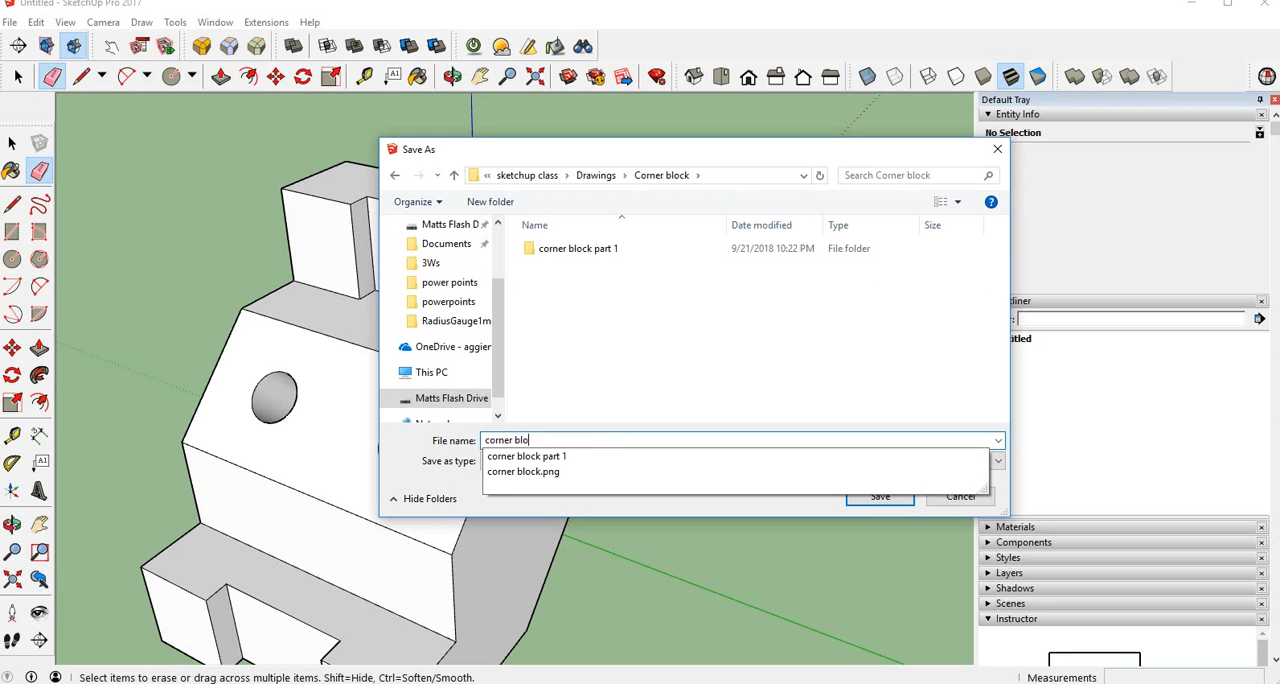 Untitled - SketchUp Pro 2017
File Edit View Camera Draw Tools Window Extensions Help
Default Tray
Entity Info
No Selection
Save As
sketchup class › Drawings › Corner block ›
Search Corner block
Organize New folder
Name Date modified Type Size
corner block part 1 9/21/2018 10:22 PM File folder
Matts Flash D
Documents
3Ws
power points
powerpoints
RadiusGauge1m
OneDrive - aggier
This PC
Matts Flash Drive
File name: corner blo
Save as type:
corner block part 1
corner block.png
Hide Folders
Save Cancel
liner
titled
Materials
Components
Styles
Layers
Shadows
Scenes
Instructor
Select items to erase or drag across multiple items. Shift=Hide, Ctrl=Soften/Smooth.
Measurements